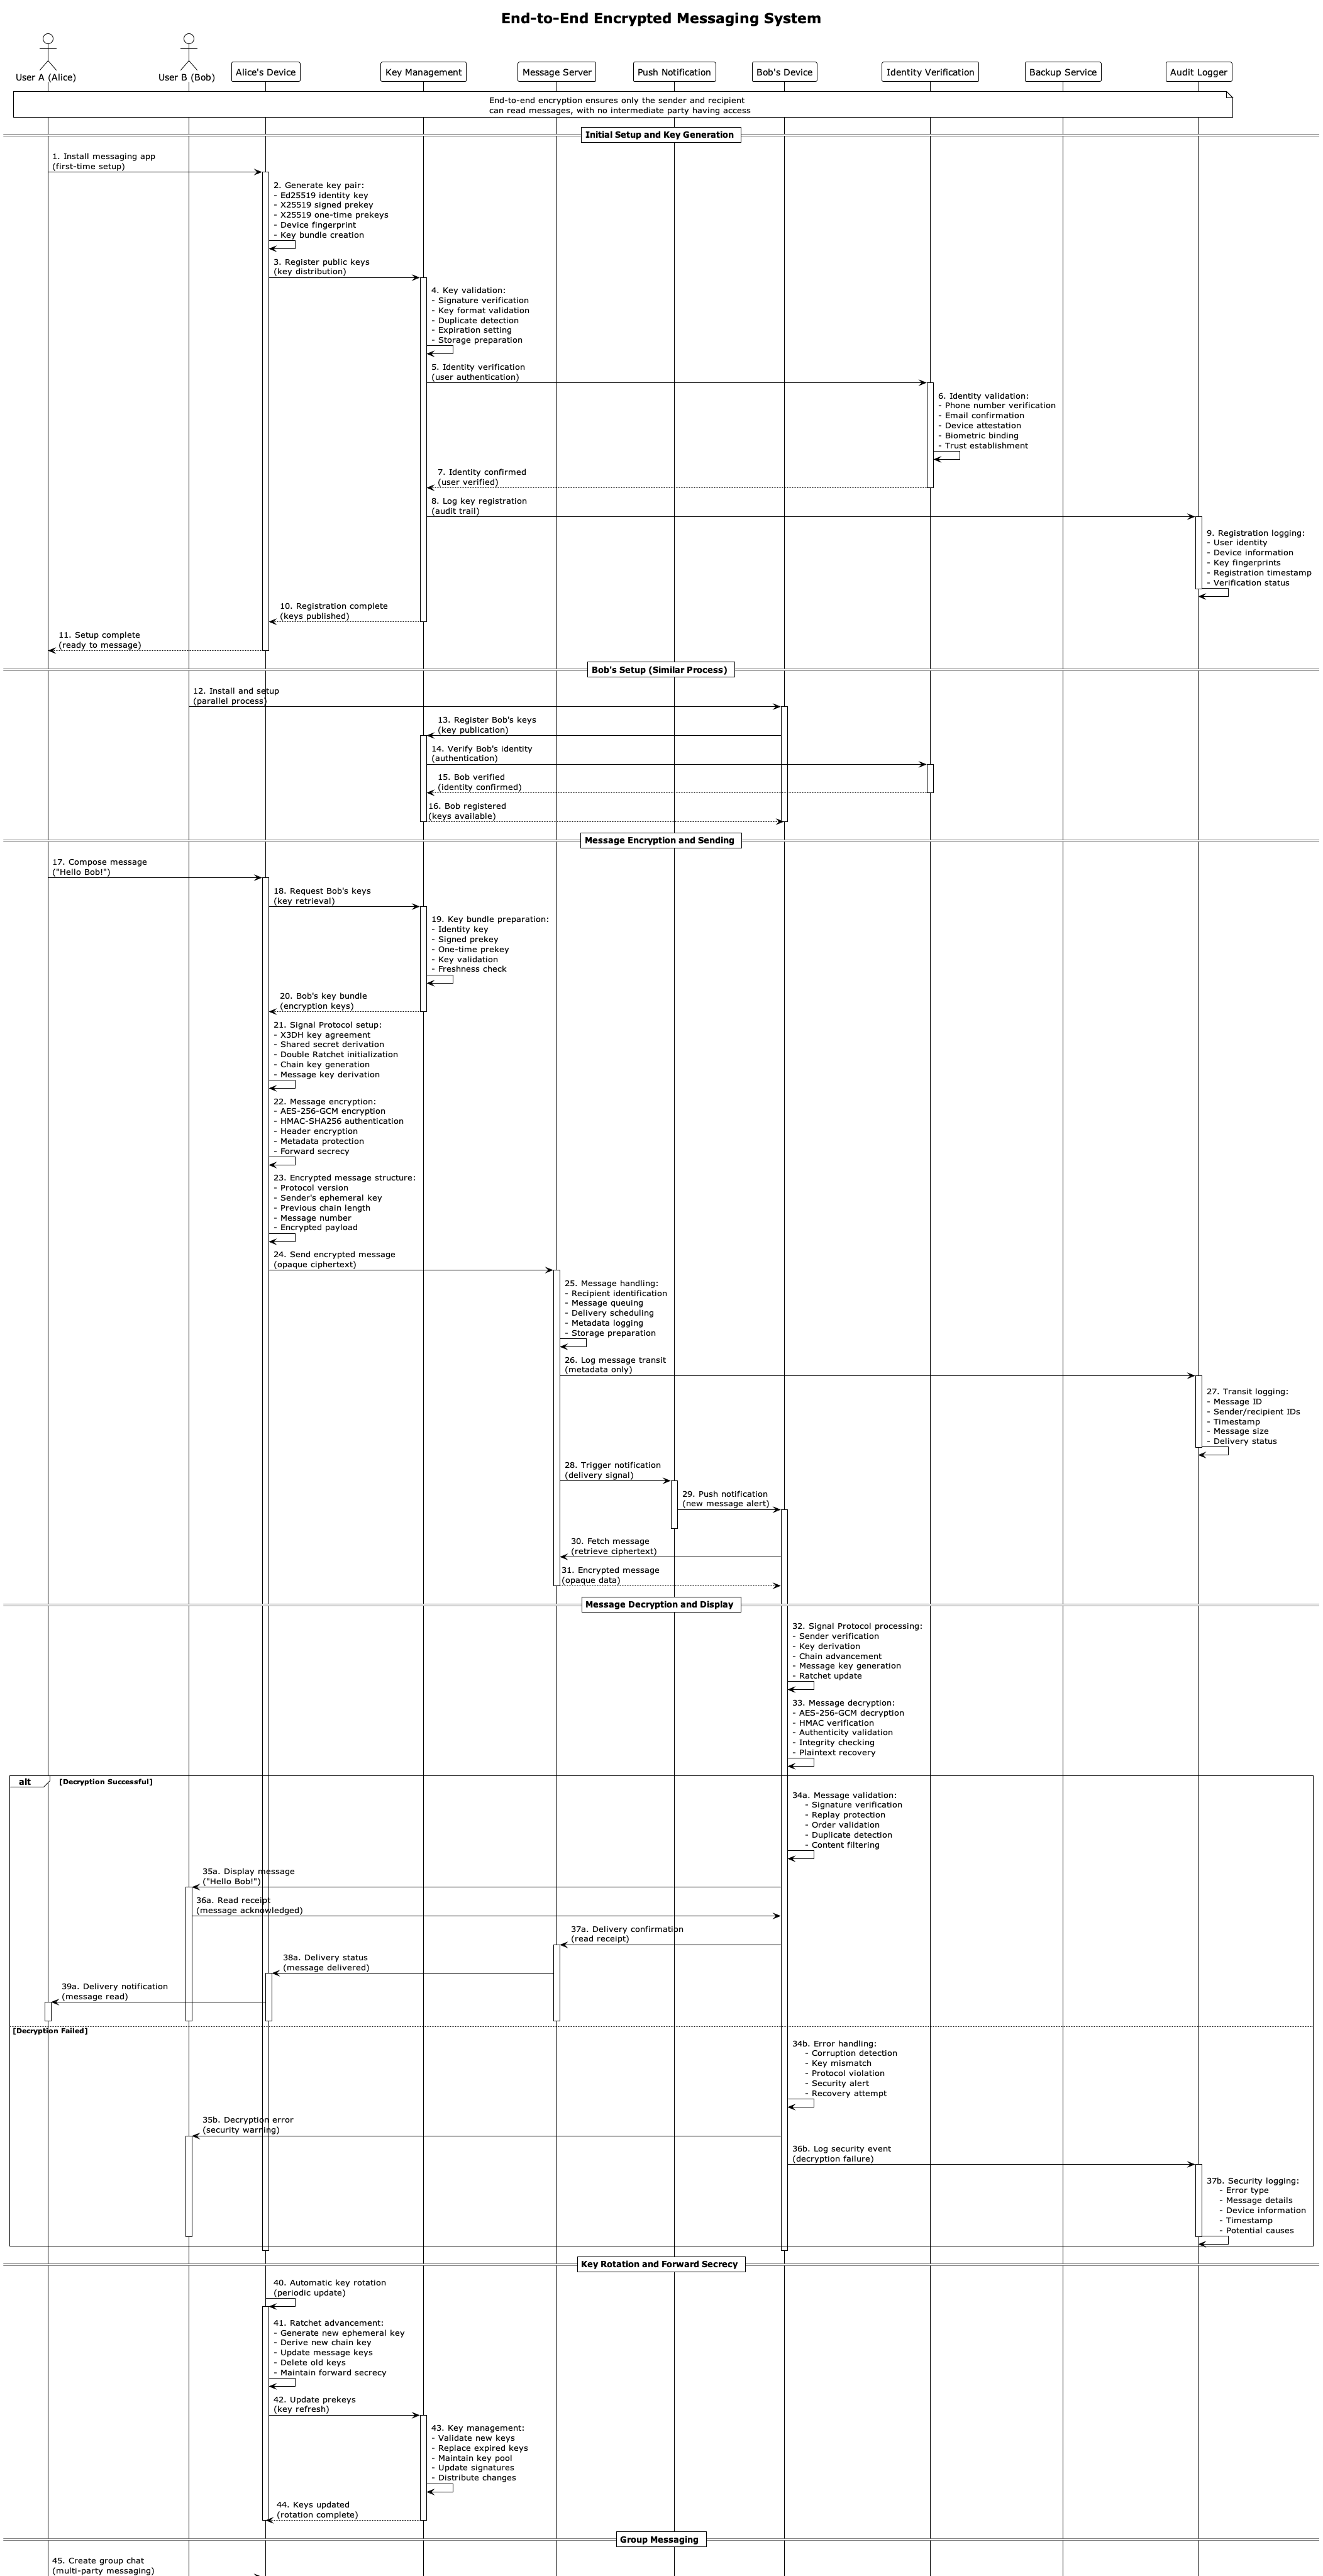 End-to-End Encrypted Messaging System
User A (Alice)
User B (Bob)
Alice's Device
Key Management
Message Server
Push Notification
Bob's Device
Identity Verification
Backup Service
Audit Logger
End-to-end encryption ensures only the sender and recipient
can read messages, with no intermediate party having access
Initial Setup and Key Generation
1. Install messaging app
(first-time setup)
2. Generate key pair:
- Ed25519 identity key
- X25519 signed prekey
- X25519 one-time prekeys
- Device fingerprint
- Key bundle creation
3. Register public keys
(key distribution)
4. Key validation:
- Signature verification
- Key format validation
- Duplicate detection
- Expiration setting
- Storage preparation
5. Identity verification
(user authentication)
6. Identity validation:
- Phone number verification
- Email confirmation
- Device attestation
- Biometric binding
- Trust establishment
7. Identity confirmed
(user verified)
8. Log key registration
(audit trail)
9. Registration logging:
- User identity
- Device information
- Key fingerprints
- Registration timestamp
- Verification status
10. Registration complete
(keys published)
11. Setup complete
(ready to message)
Bob's Setup (Similar Process)
12. Install and setup
(parallel process)
13. Register Bob's keys
(key publication)
14. Verify Bob's identity
(authentication)
15. Bob verified
(identity confirmed)
16. Bob registered
(keys available)
Message Encryption and Sending
17. Compose message
("Hello Bob!")
18. Request Bob's keys
(key retrieval)
19. Key bundle preparation:
- Identity key
- Signed prekey
- One-time prekey
- Key validation
- Freshness check
20. Bob's key bundle
(encryption keys)
21. Signal Protocol setup:
- X3DH key agreement
- Shared secret derivation
- Double Ratchet initialization
- Chain key generation
- Message key derivation
22. Message encryption:
- AES-256-GCM encryption
- HMAC-SHA256 authentication
- Header encryption
- Metadata protection
- Forward secrecy
23. Encrypted message structure:
- Protocol version
- Sender's ephemeral key
- Previous chain length
- Message number
- Encrypted payload
24. Send encrypted message
(opaque ciphertext)
25. Message handling:
- Recipient identification
- Message queuing
- Delivery scheduling
- Metadata logging
- Storage preparation
26. Log message transit
(metadata only)
27. Transit logging:
- Message ID
- Sender/recipient IDs
- Timestamp
- Message size
- Delivery status
28. Trigger notification
(delivery signal)
29. Push notification
(new message alert)
30. Fetch message
(retrieve ciphertext)
31. Encrypted message
(opaque data)
Message Decryption and Display
32. Signal Protocol processing:
- Sender verification
- Key derivation
- Chain advancement
- Message key generation
- Ratchet update
33. Message decryption:
- AES-256-GCM decryption
- HMAC verification
- Authenticity validation
- Integrity checking
- Plaintext recovery
alt [Decryption Successful]
34a. Message validation:
- Signature verification
- Replay protection
- Order validation
- Duplicate detection
- Content filtering
35a. Display message
("Hello Bob!")
36a. Read receipt
(message acknowledged)
37a. Delivery confirmation
(read receipt)
38a. Delivery status
(message delivered)
39a. Delivery notification
(message read)
[Decryption Failed]
34b. Error handling:
- Corruption detection
- Key mismatch
- Protocol violation
- Security alert
- Recovery attempt
35b. Decryption error
(security warning)
36b. Log security event
(decryption failure)
37b. Security logging:
- Error type
- Message details
- Device information
- Timestamp
- Potential causes
Key Rotation and Forward Secrecy
40. Automatic key rotation
(periodic update)
41. Ratchet advancement:
- Generate new ephemeral key
- Derive new chain key
- Update message keys
- Delete old keys
- Maintain forward secrecy
42. Update prekeys
(key refresh)
43. Key management:
- Validate new keys
- Replace expired keys
- Maintain key pool
- Update signatures
- Distribute changes
44. Keys updated
(rotation complete)
Group Messaging
45. Create group chat
(multi-party messaging)